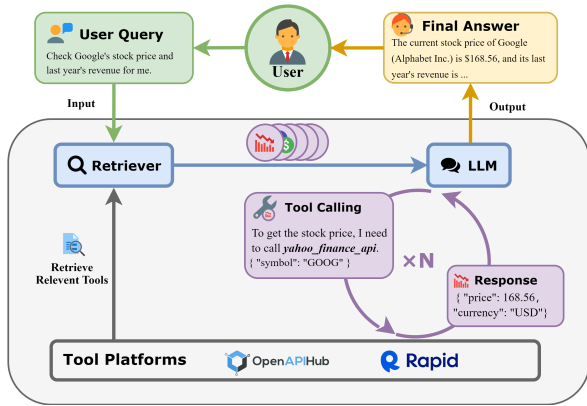 User Query
Check Google's stock price and
last year's revenue for me.
User
Final Answer
The current stock price of Google
(Alphabet Inc.) is $168.56, and its last
year's revenue is ...
Input
Output
Retriever
$
LLM
Tool Calling
To get the stock price, I need
to call yahoo_finance_api.
{ "symbol": "GOOG" }
×N
Response
{ "price": 168.56,
"currency": "USD"}
Retrieve
Relevent Tools
Tool Platforms
OpenAPIHub
Rapid